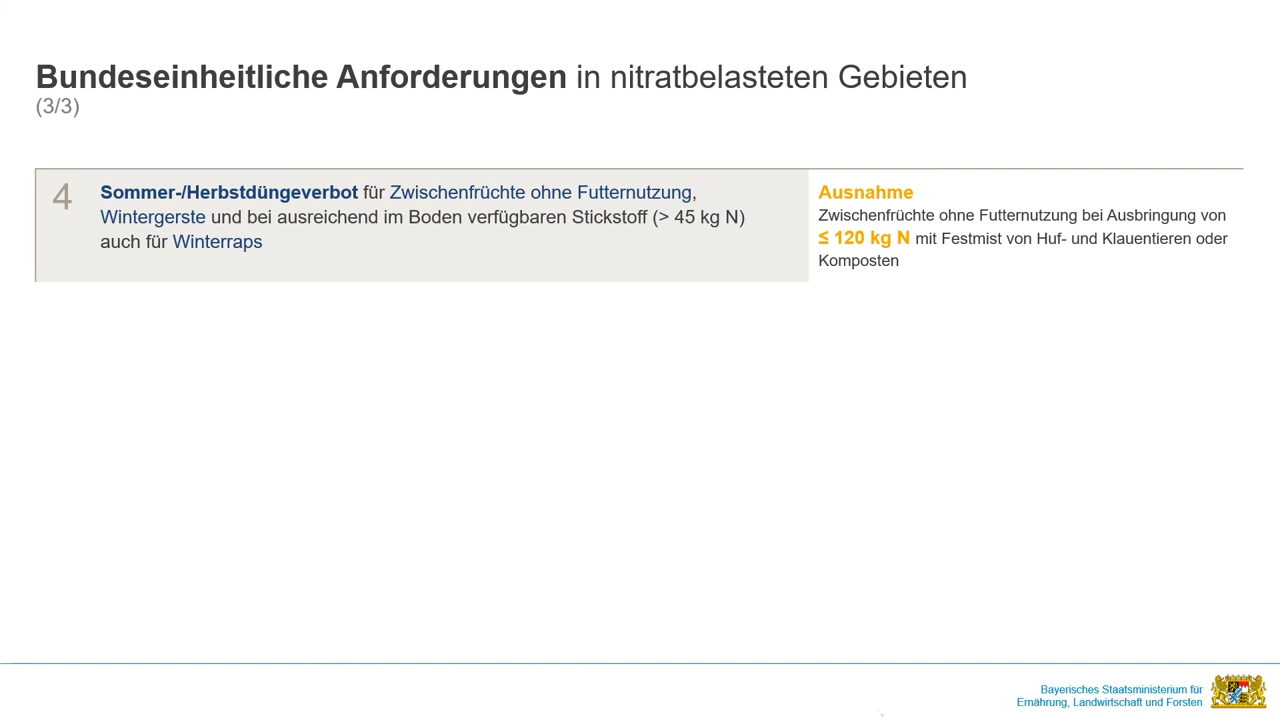 Bundeseinheitliche Anforderungen in nitratbelasteten Gebieten
(3/3)
4
Sommer-/Herbstdüngeverbot für Zwischenfrüchte ohne Futternutzung,
Wintergerste und bei ausreichend im Boden verfügbaren Stickstoff (> 45 kg N)
auch für Winterraps
Ausnahme
Zwischenfrüchte ohne Futternutzung bei Ausbringung von
≤ 120 kg N mit Festmist von Huf- und Klauentieren oder
Komposten
Bayerisches Staatsministerium für
Ernährung, Landwirtschaft und Forsten